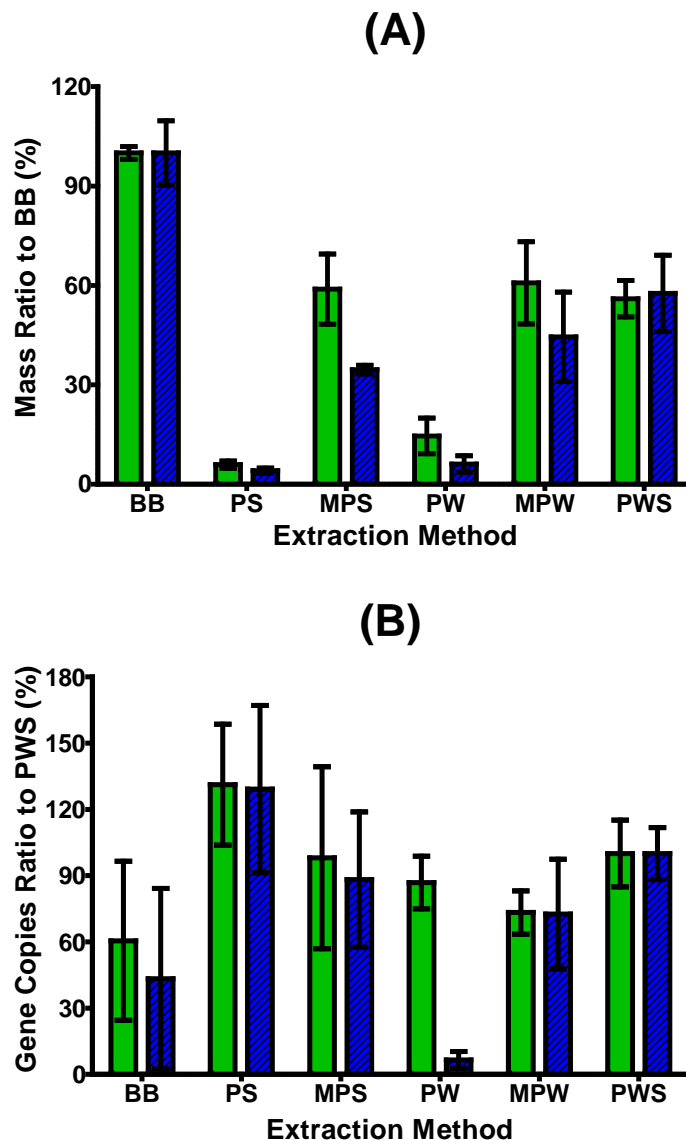 (A)
Mass Ratio to BB (%)
120
90
60
30
0
BB PS MPS PW MPW PWS
Extraction Method
(B)
Gene Copies Ratio to PWS (%)
180
150
120
90
60
30
0
BB PS MPS PW MPW PWS
Extraction Method